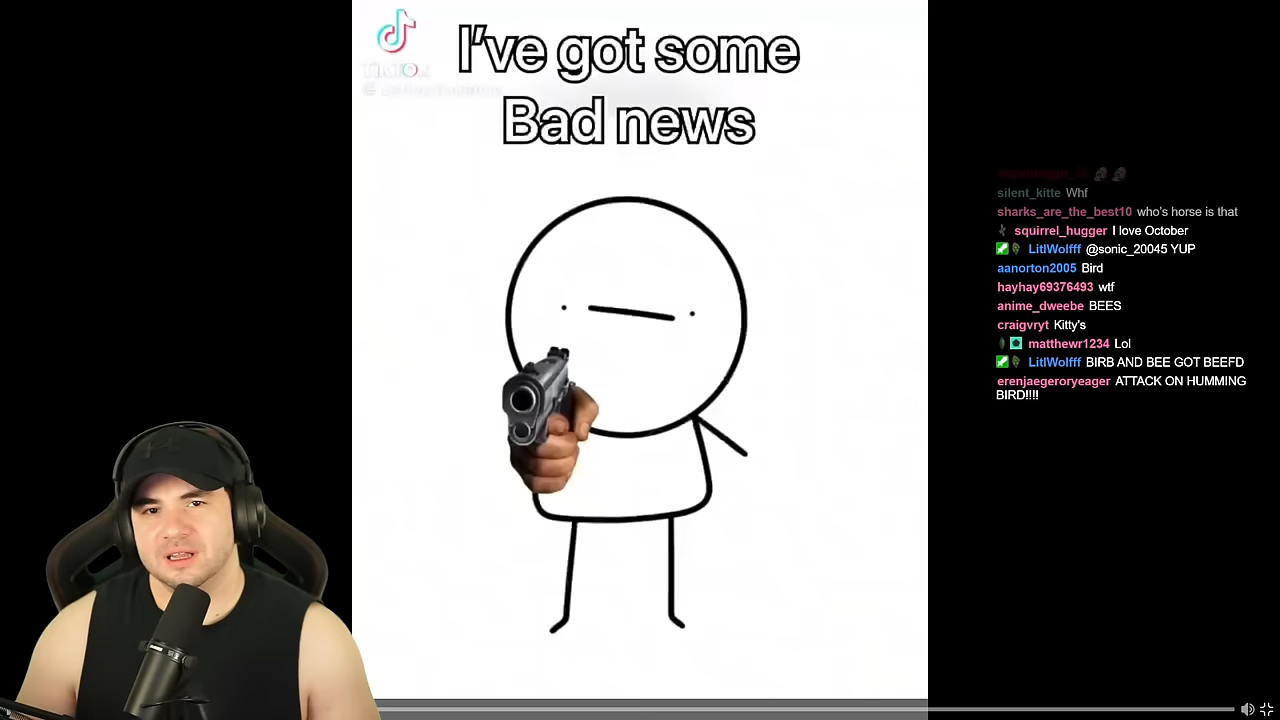 I've got some
Bad news
TikTok
silent_kitte Whf
sharks_are_the_best10 who's horse is that
squirrel_hugger I love October
LitlWolfff @sonic_20045 YUP
aanorton2005 Bird
hayhay69376493 wtf
anime_dweebe BEES
craigvryt Kitty's
matthewr1234 Lol
LitlWolfff BIRB AND BEE GOT BEEFD
erenjaegeroryeager ATTACK ON HUMMING
BIRD!!!!